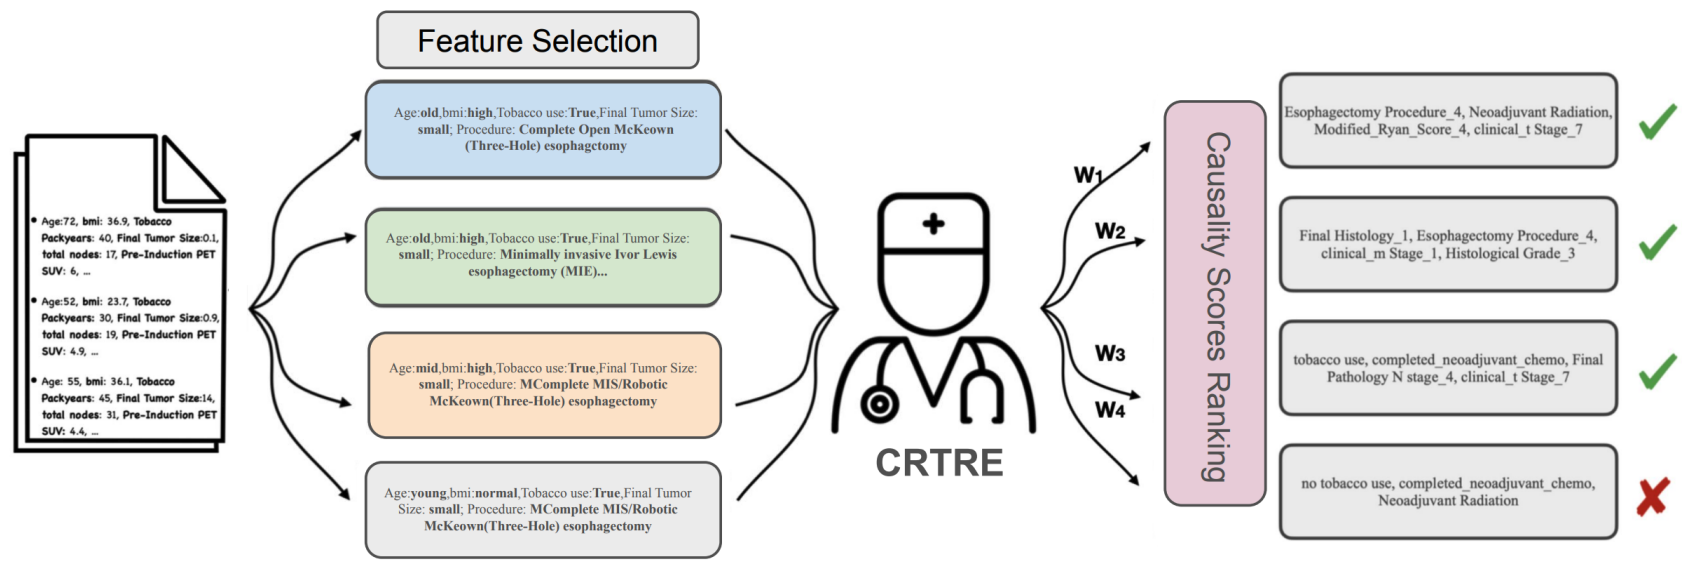 Feature Selection
Age:72, bmi: 36.9, Tobacco
Packyears: 40, Final Tumor Size:0.1,
total nodes: 17, Pre-Induction PET
SUV: 6, ...
Age:52, bmi: 23.7, Tobacco
Packyears: 30, Final Tumor Size:0.9,
total nodes: 19, Pre-Induction PET
SUV: 4.9, ...
Age: 55, bmi: 36.1, Tobacco
Packyears: 45, Final Tumor Size:14,
total nodes: 31, Pre-Induction PET
SUV: 4.4, ...
Age:old,bmi:high,Tobacco use:True,Final Tumor Size:
small; Procedure: Complete Open McKeown
(Three-Hole) esophagctomy
Age:old,bmi:high,Tobacco use:True,Final Tumor Size:
small; Procedure: Minimally invasive Ivor Lewis
esophagectomy (MIE)...
Age:mid,bmi:high,Tobacco use:True,Final Tumor Size:
small; Procedure: MComplete MIS/Robotic
McKeown(Three-Hole) esophagectomy
Age:young,bmi:normal,Tobacco use:True,Final Tumor
Size: small; Procedure: MComplete MIS/Robotic
McKeown(Three-Hole) esophagectomy
CRTRE
W1
W2
W3
W4
Causality Scores Ranking
Esophagectomy Procedure_4, Neoadjuvant Radiation,
Modified_Ryan_Score_4, clinical_t Stage_7
Final Histology_1, Esophagectomy Procedure_4,
clinical_m Stage_1, Histological Grade_3
tobacco use, completed_neoadjuvant_chemo, Final
Pathology N stage_4, clinical_t Stage_7
no tobacco use, completed_neoadjuvant_chemo,
Neoadjuvant Radiation